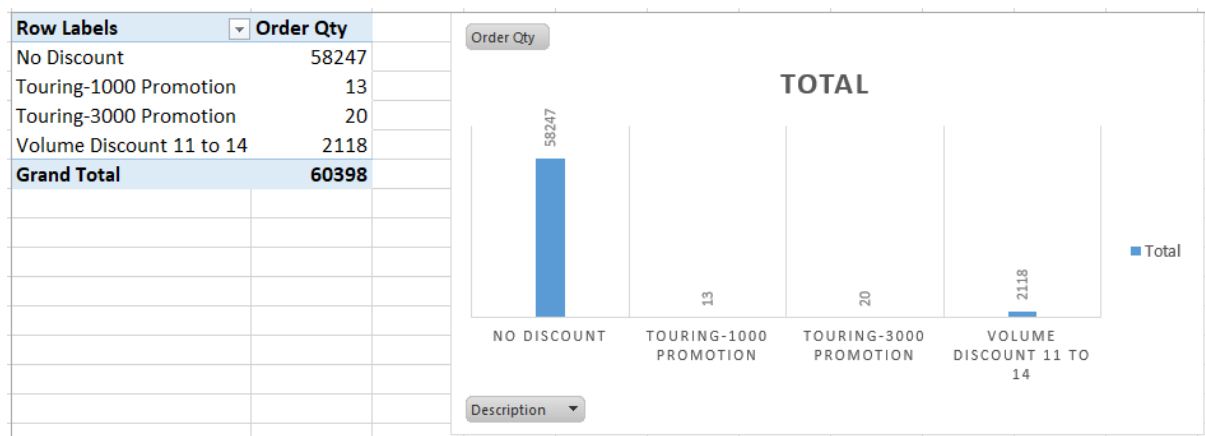 Row Labels Order Qty
No Discount 58247
Touring-1000 Promotion 13
Touring-3000 Promotion 20
Volume Discount 11 to 14 2118
Grand Total 60398
Order Qty
TOTAL
58247
13
20
2118
Total
NO DISCOUNT
TOURING-1000
PROMOTION
TOURING-3000
PROMOTION
VOLUME
DISCOUNT 11 TO
14
Description